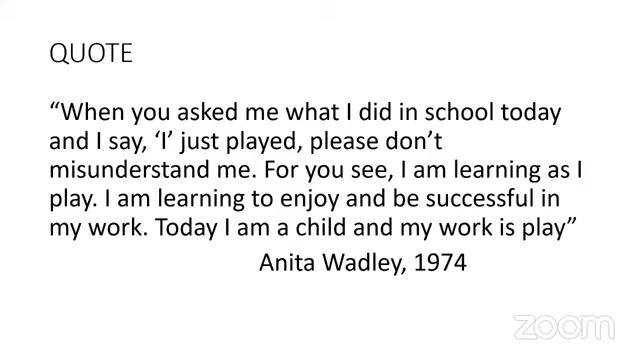 QUOTE
“When you asked me what I did in school today
and I say, ‘I’ just played, please don’t
misunderstand me. For you see, I am learning as I
play. I am learning to enjoy and be successful in
my work. Today I am a child and my work is play”
Anita Wadley, 1974
zoom